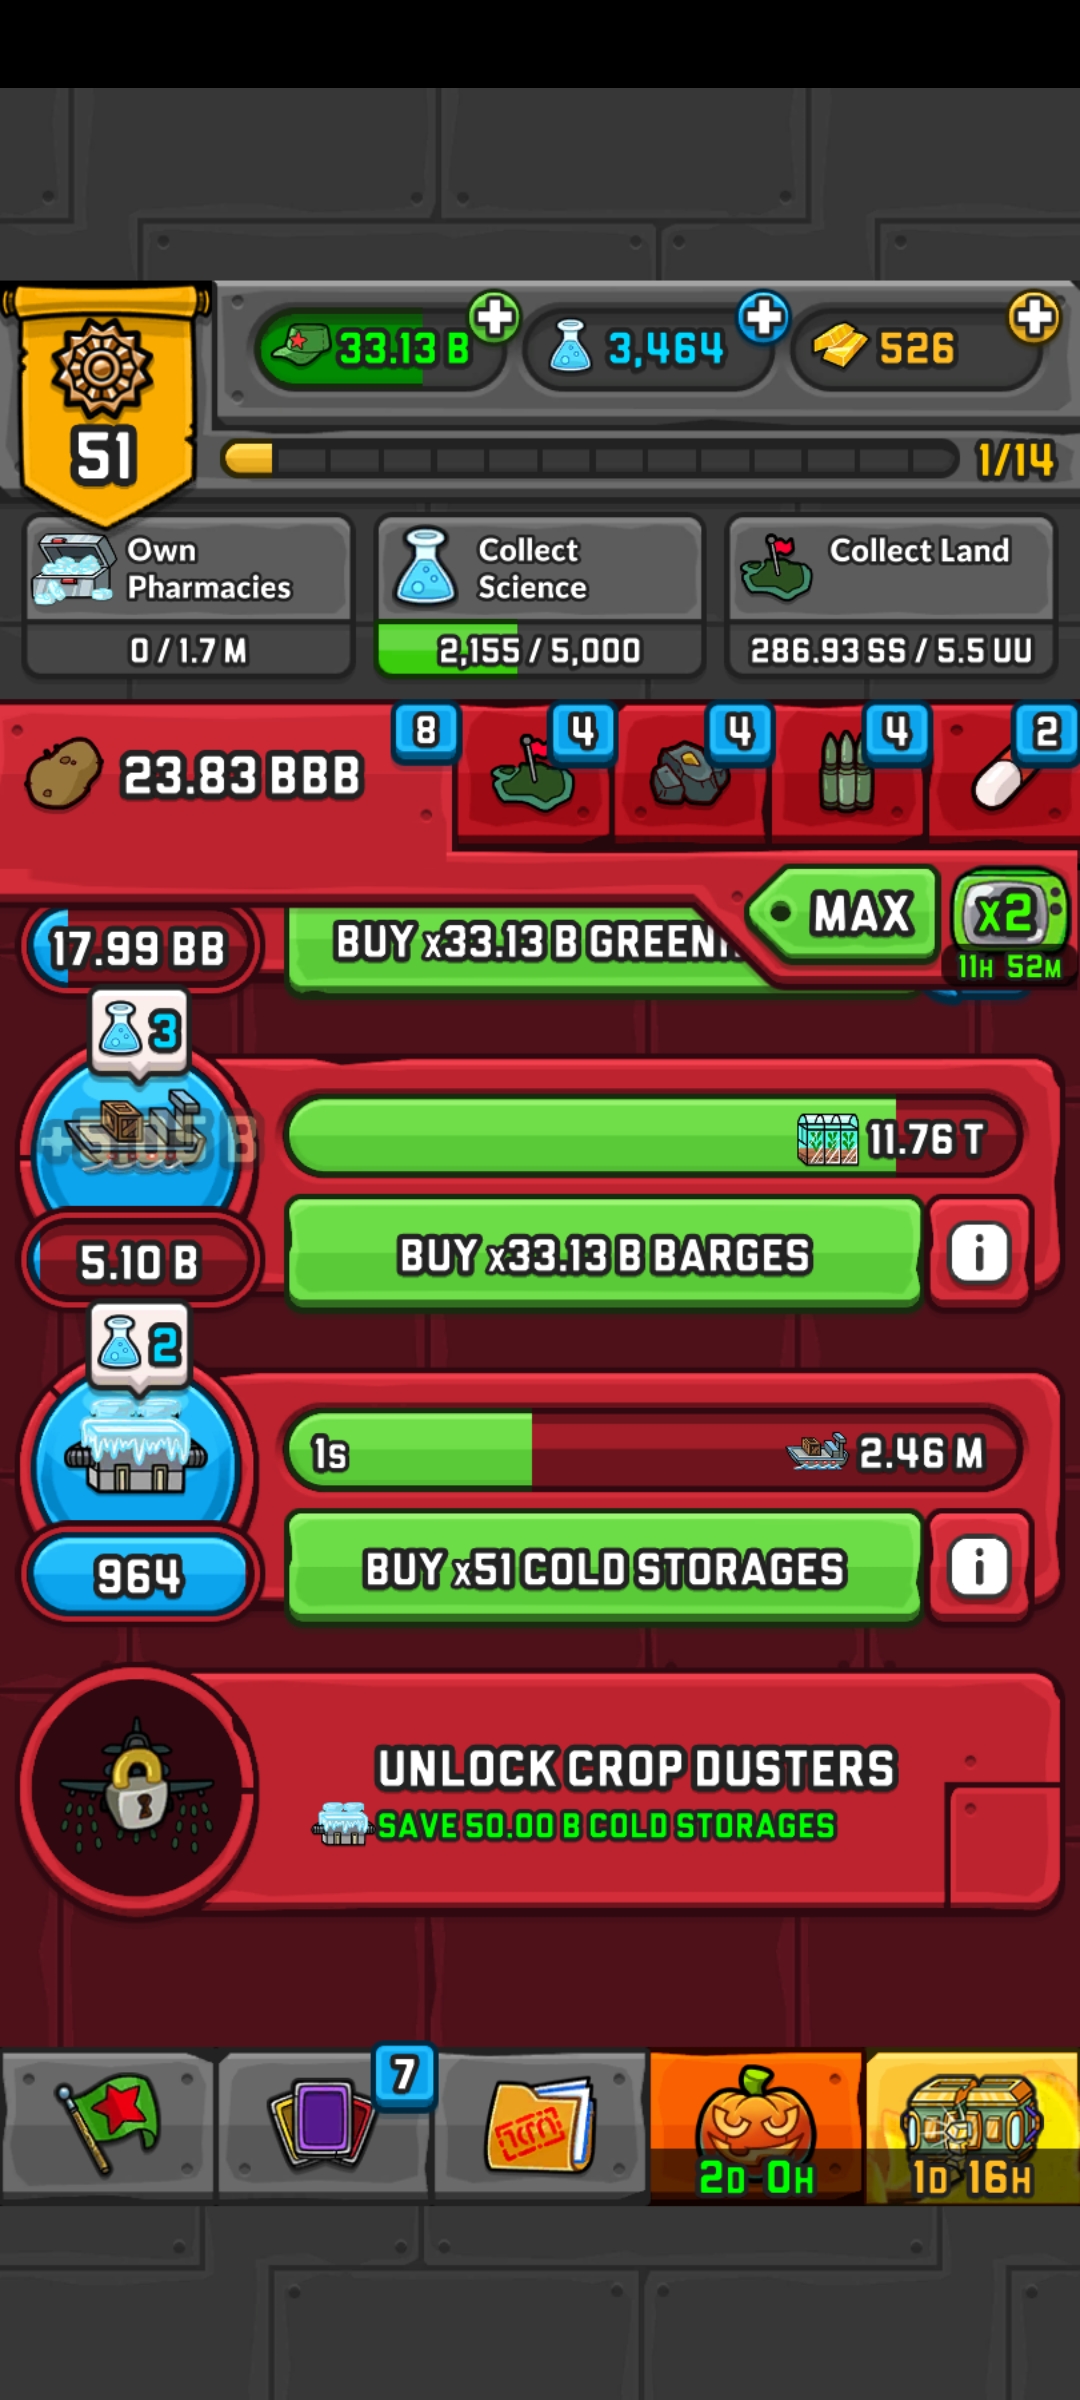 33.13 B
3,464
526
51
1/14
Own
Pharmacies
0 / 1.7 M
Collect
Science
2,155 / 5,000
Collect Land
286.93 SS / 5.5 UU
23.83 BBB
8
4
4
4
2
MAX
x2
11H 52M
17.99 BB
BUY x33.13 B GREEN
3
11.76 T
5.10 B
BUY x33.13 B BARGES
i
2
1s
2.46 M
964
BUY x51 COLD STORAGES
i
UNLOCK CROP DUSTERS
SAVE 50.00 B COLD STORAGES
7
2D 0H
1D 16H